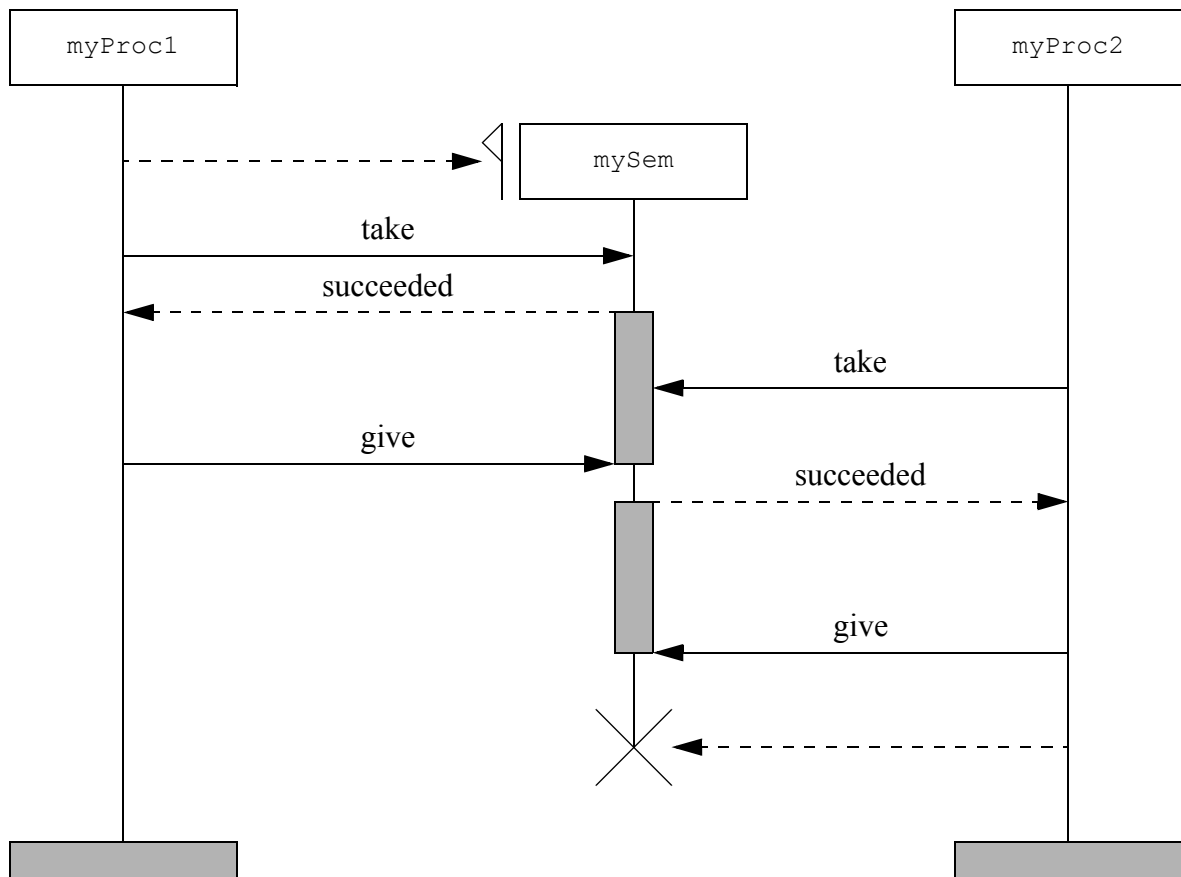 myProc1
myProc2
mySem
take
succeeded
take
give
succeeded
give